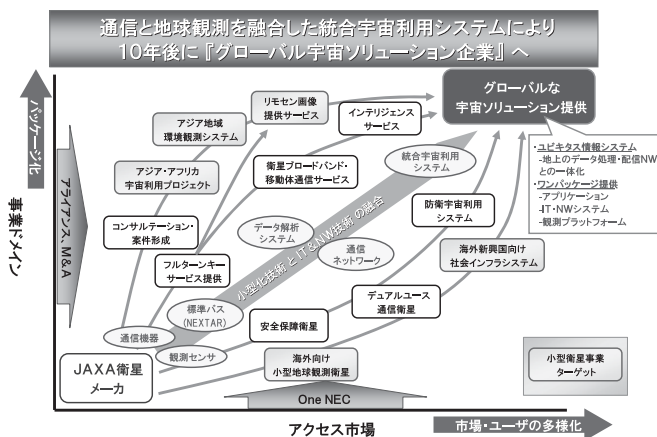 通信と地球観測を融合した統合宇宙利用システムにより
10年後に『グローバル宇宙ソリューション企業』へ
パッケージ化
事業ドメイン
アライアンス、M&A
リモセン画像
提供サービス
アジア地域
環境観測システム
インテリジェンス
サービス
グローバルな
宇宙ソリューション提供
・ユビキタス情報システム
-地上のデータ処理・配信NW
との一体化
・ワンパッケージ提供
-アプリケーション
-IT・NWシステム
-観測プラットフォーム
アジア・アフリカ
宇宙利用プロジェクト
衛星ブロードバンド・
移動体通信サービス
統合宇宙利用
システム
コンサルテーション・
案件形成
データ解析
システム
防衛宇宙利用
システム
フルターンキー
サービス提供
小型化技術 と IT&NW技術 の融合
通信
ネットワーク
海外新興国向け
社会インフラシステム
標準バス
(NEXTAR)
デュアルユース
通信衛星
通信機器
安全保障衛星
観測センサ
JAXA衛星
メーカ
海外向け
小型地球観測衛星
小型衛星事業
ターゲット
One NEC
アクセス市場
市場・ユーザの多様化